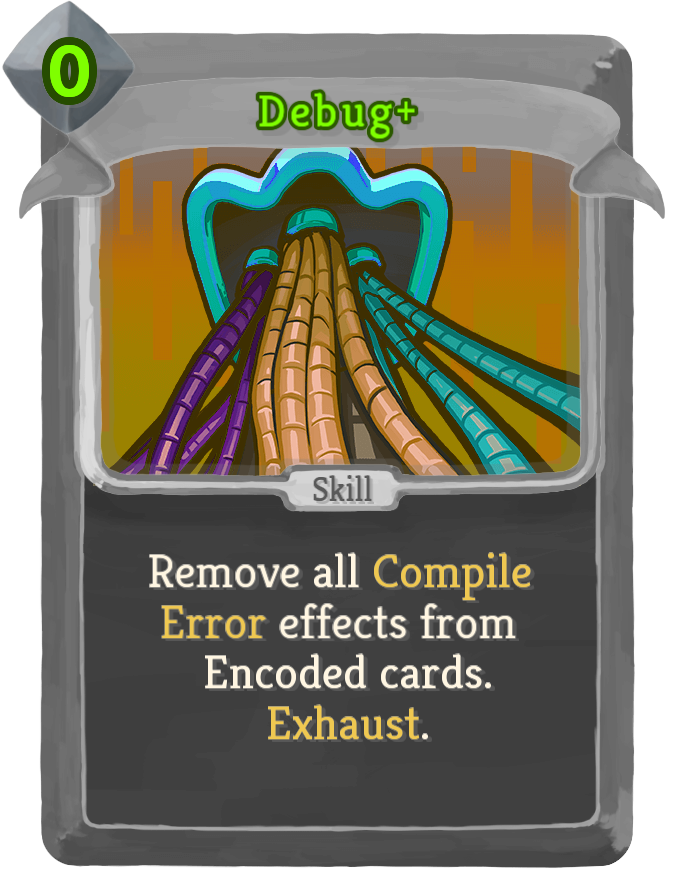 0
Debug+
Skill
Remove all Compile
Error effects from
Encoded cards.
Exhaust.